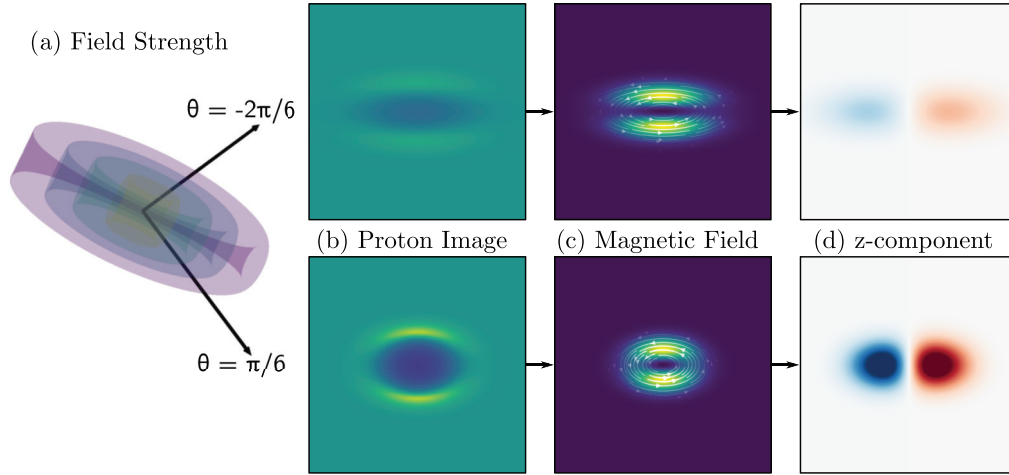 (a) Field Strength
θ = -2π/6
θ = π/6
(b) Proton Image
(c) Magnetic Field
(d) z-component